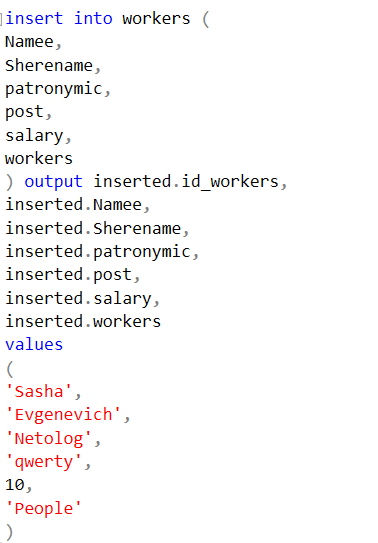 insert into workers (
Namee,
Sherename,
patronymic,
post,
salary,
workers
) output inserted.id_workers,
inserted.Namee,
inserted.Sherename,
inserted.patronymic,
inserted.post,
inserted.salary,
inserted.workers
values
(
'Sasha',
'Evgenevich',
'Netolog',
'qwerty',
10,
'People'
)